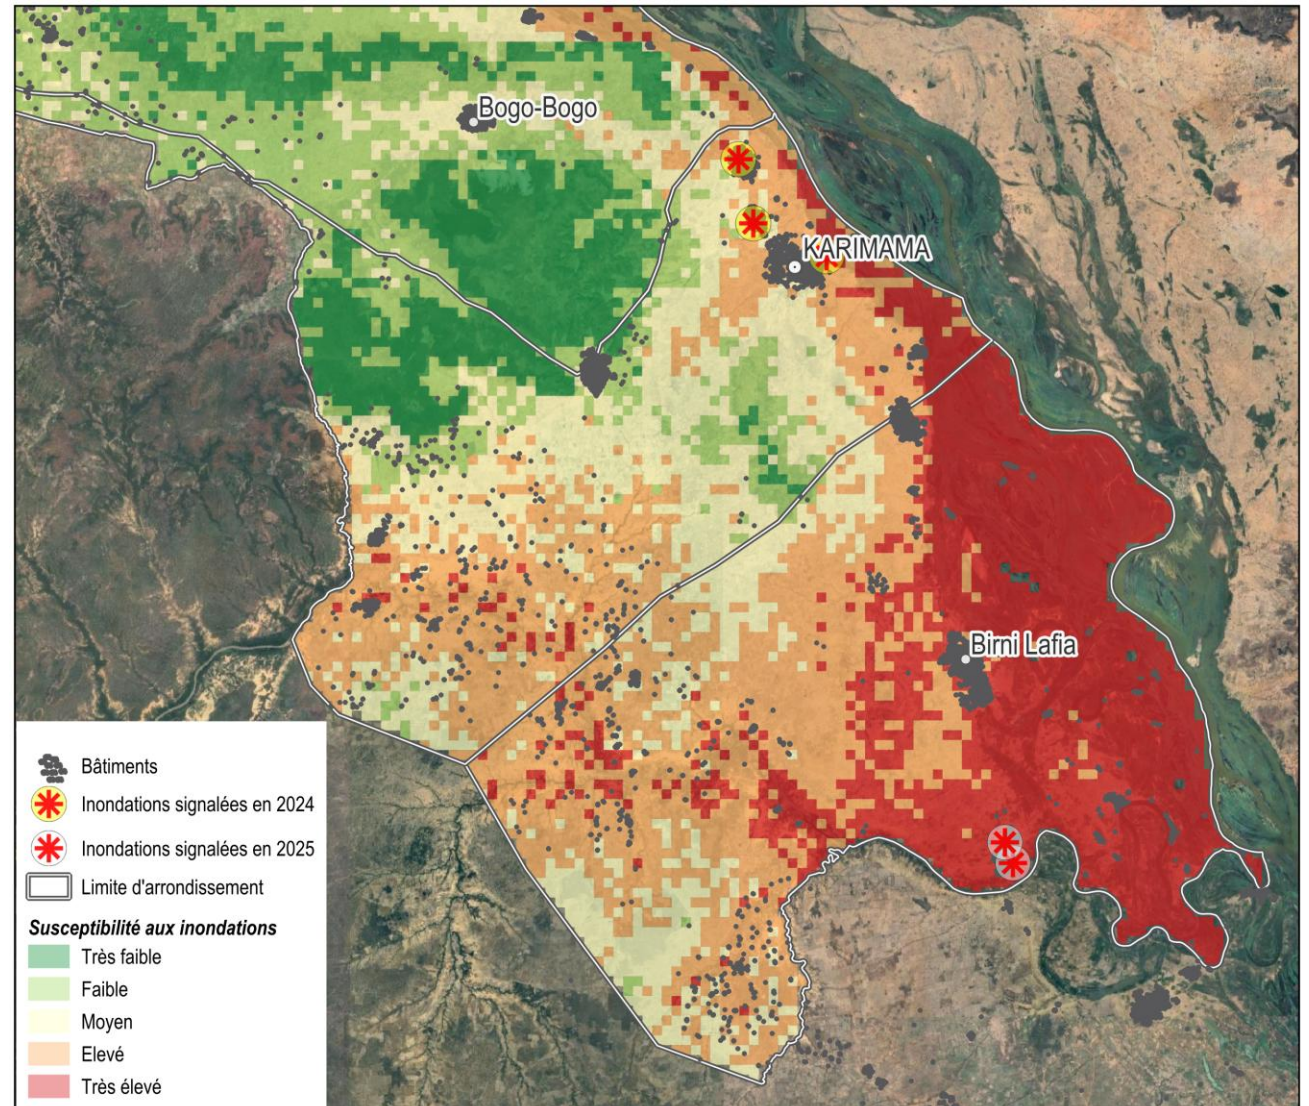 Bogo-Bogo
KARIMAMA
Birni Lafia
Bâtiments
Inondations signalées en 2024
Inondations signalées en 2025
Limite d'arrondissement
Susceptibilité aux inondations
Très faible
Faible
Moyen
Elevé
Très élevé